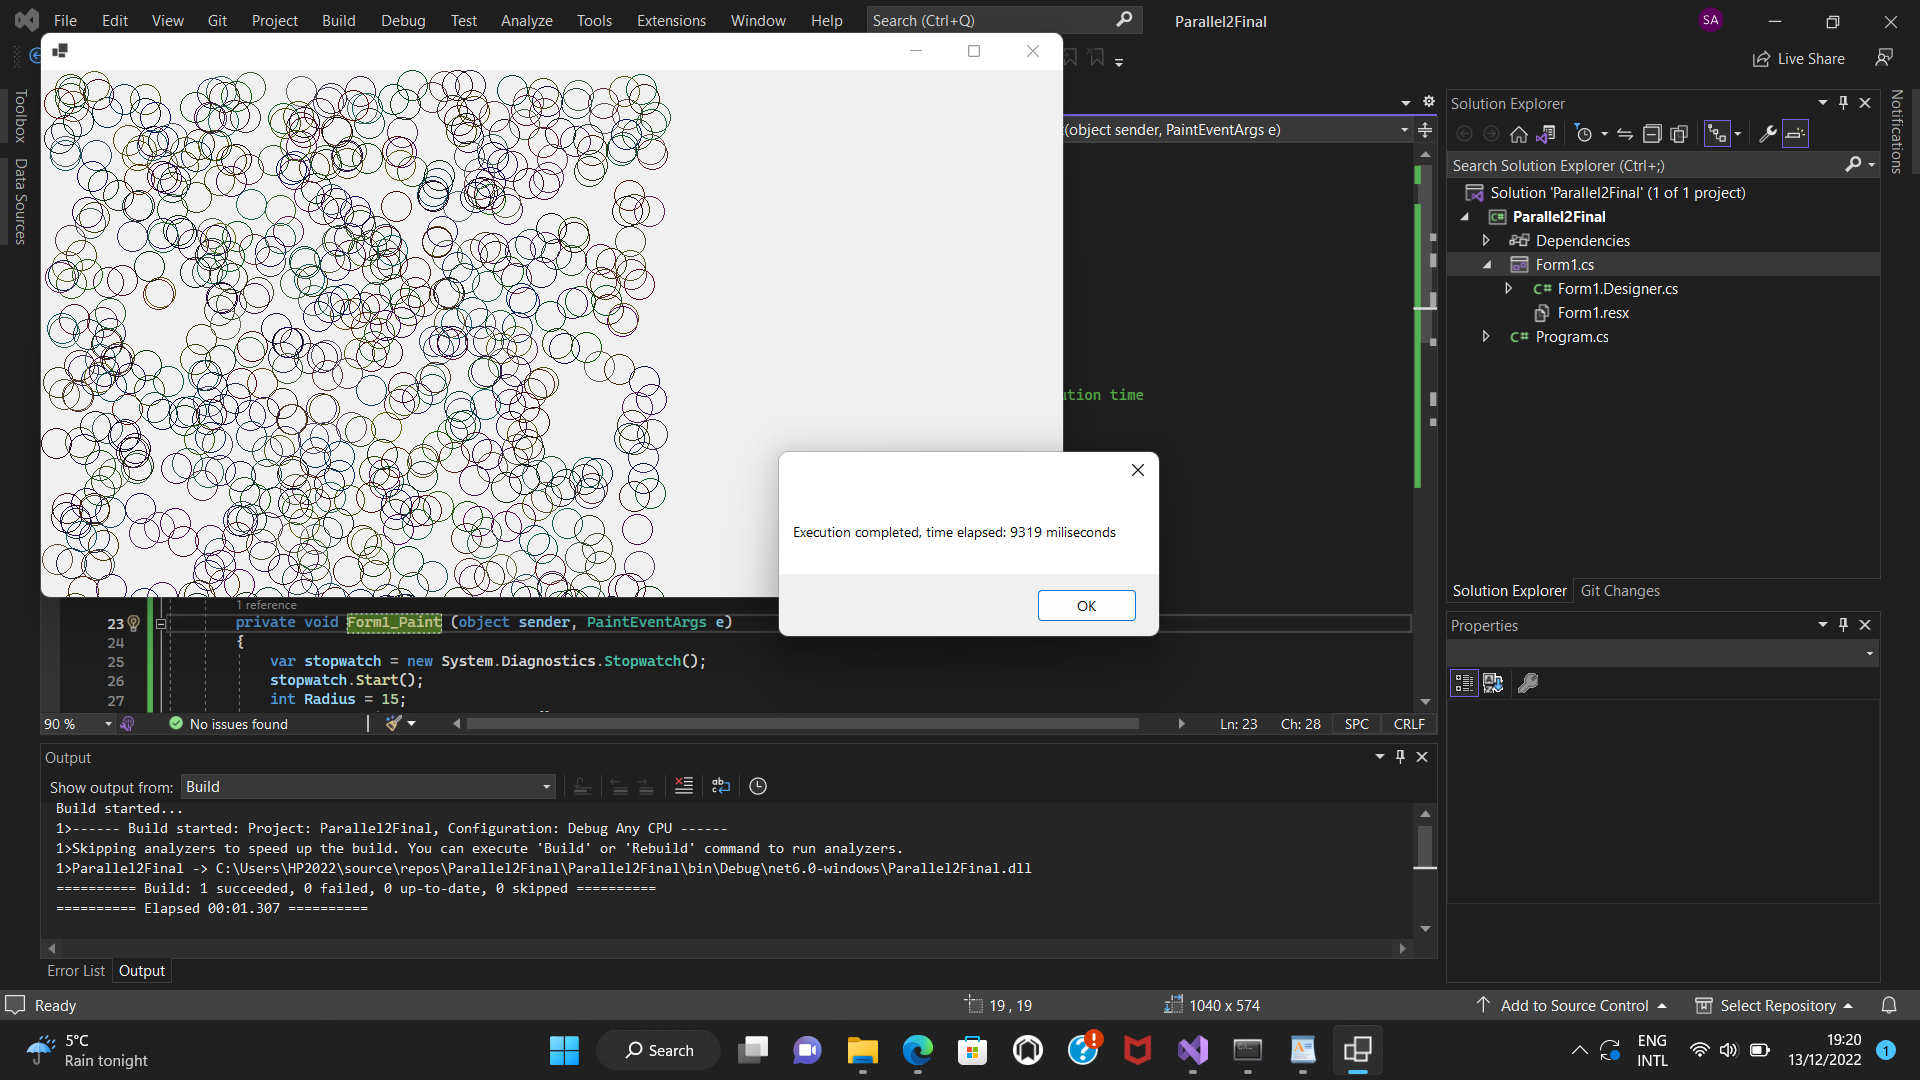 File Edit View Git Project Build Debug Test Analyze Tools Extensions Window Help Search (Ctrl+Q) Parallel2Final SA
Live Share
Toolbox
Data Sources
Notifications
(object sender, PaintEventArgs e)
ution time
Solution Explorer
Search Solution Explorer (Ctrl+;)
Solution 'Parallel2Final' (1 of 1 project)
C# Parallel2Final
Dependencies
Form1.cs
C# Form1.Designer.cs
Form1.resx
C# Program.cs
Solution Explorer Git Changes
Properties
Execution completed, time elapsed: 9319 miliseconds
OK
1 reference
23 private void Form1_Paint (object sender, PaintEventArgs e)
24 {
25 var stopwatch = new System.Diagnostics.Stopwatch();
26 stopwatch.Start();
27 int Radius = 15;
90 % No issues found Ln: 23 Ch: 28 SPC CRLF
Output
Show output from: Build
Build started...
1>------ Build started: Project: Parallel2Final, Configuration: Debug Any CPU ------
1>Skipping analyzers to speed up the build. You can execute 'Build' or 'Rebuild' command to run analyzers.
1>Parallel2Final -> C:\Users\HP2022\source\repos\Parallel2Final\Parallel2Final\bin\Debug\net6.0-windows\Parallel2Final.dll
========== Build: 1 succeeded, 0 failed, 0 up-to-date, 0 skipped ==========
========== Elapsed 00:01.307 ==========
Error List Output
Ready 19 , 19 1040 x 574 Add to Source Control Select Repository
5°C
Rain tonight
Search
ENG
INTL
19:20
13/12/2022
1